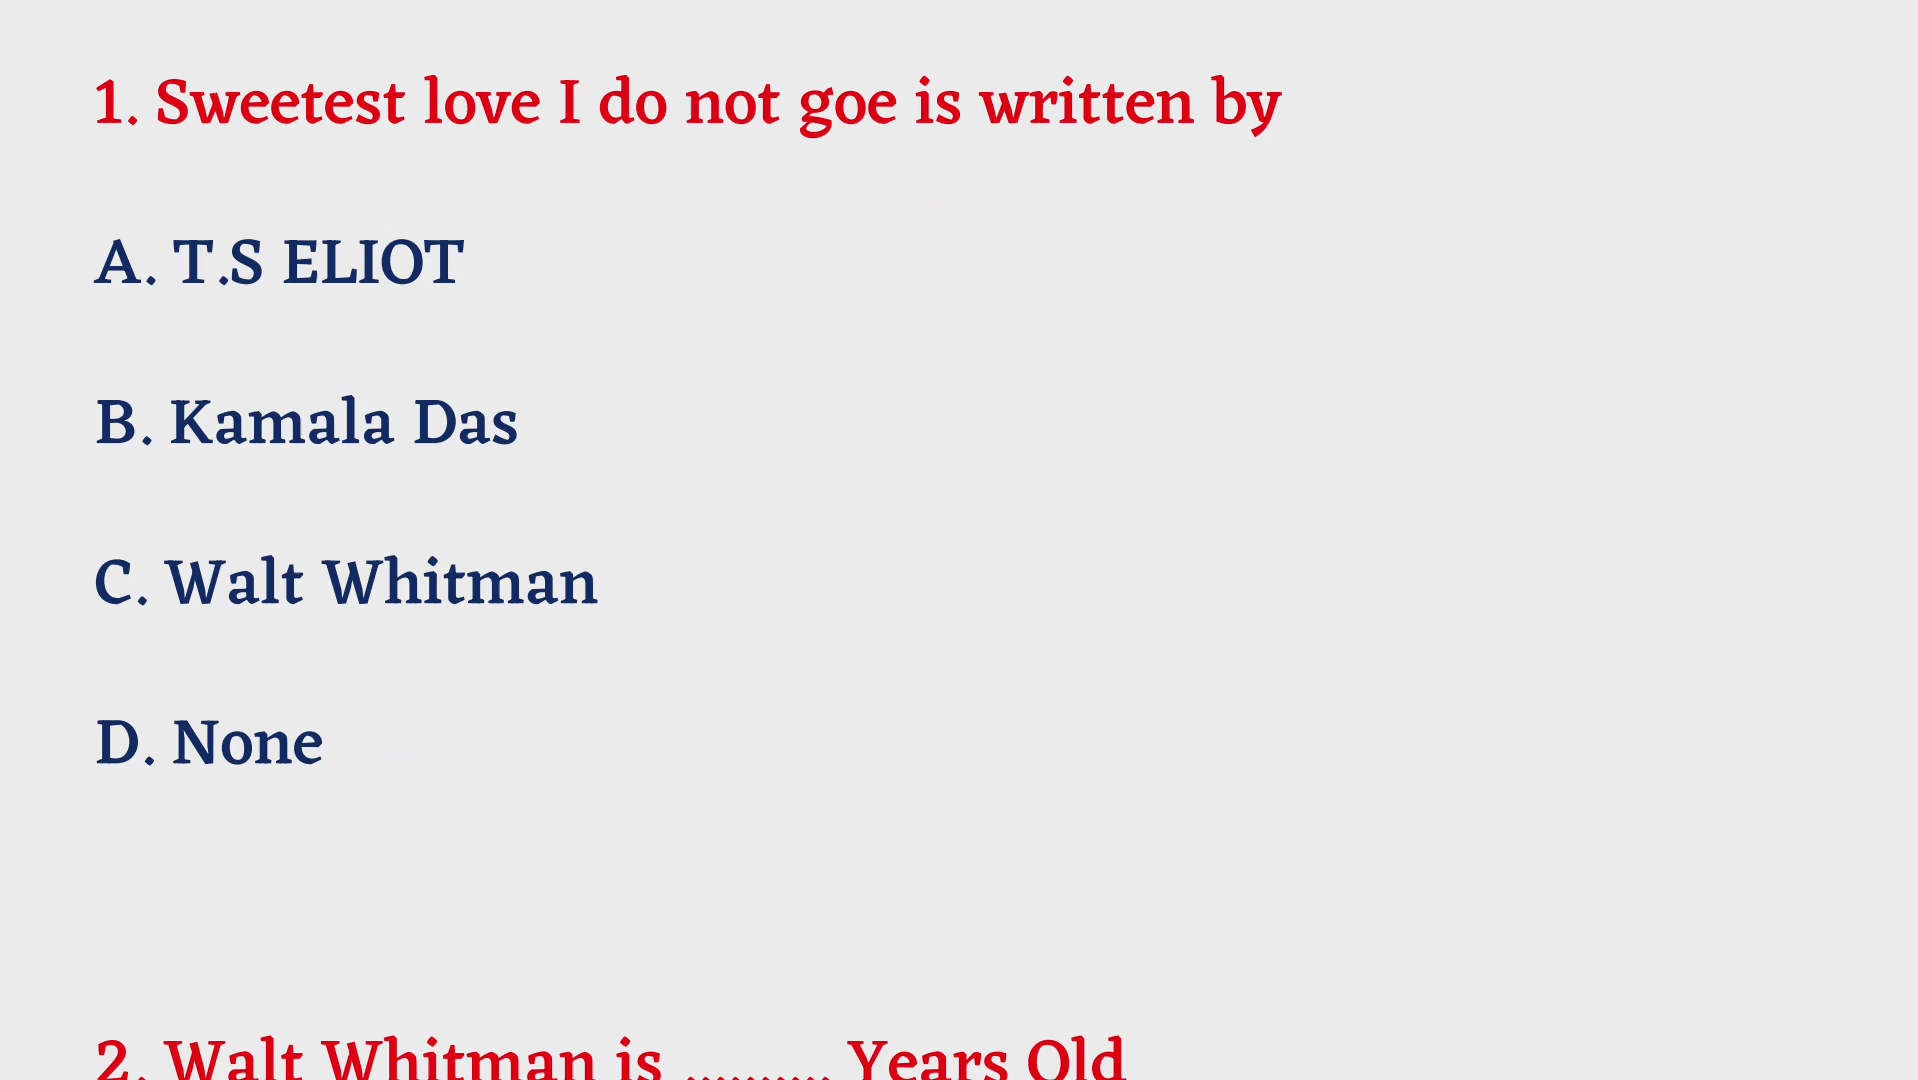 1. Sweetest love I do not goe is written by
A. T.S ELIOT
B. Kamala Das
C. Walt Whitman
D. None
2. Walt Whitman is .......... Years Old